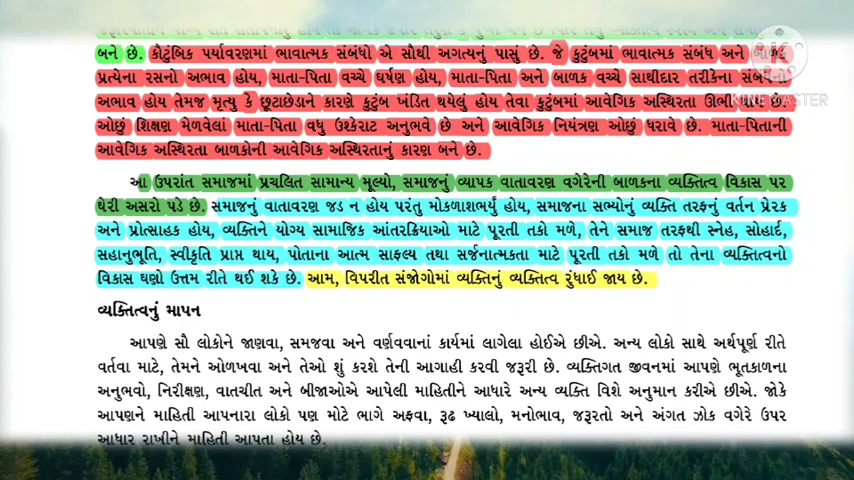 બને છે. કૌટુંબિક પર્યાવરણમાં ભાવાત્મક સંબંધો એ સૌથી અગત્યનું પાસું છે. જે કુટુંબમાં ભાવાત્મક સંબંધ અને બાળક
પ્રત્યેના રસનો અભાવ હોય, માતા-પિતા વચ્ચે ઘર્ષણ હોય, માતા-પિતા અને બાળક વચ્ચે સાથીદાર તરીકેના સંબંધનો
અભાવ હોય તેમજ મૃત્યુ કે છૂટાછેડાને કારણે કુટુંબ ખંડિત થયેલું હોય તેવા કુટુંબમાં આવેગિક અસ્થિરતા ઊભી થાય છે.
ઓછું શિક્ષણ મેળવેલાં માતા-પિતા વધુ ઉશ્કેરાટ અનુભવે છે અને આવેગિક નિયંત્રણ ઓછું ધરાવે છે. માતા-પિતાની
આવેગિક અસ્થિરતા બાળકોની આવેગિક અસ્થિરતાનું કારણ બને છે.
આ ઉપરાંત સમાજમાં પ્રચલિત સામાન્ય મૂલ્યો, સમાજનું વ્યાપક વાતાવરણ વગેરેની બાળકના વ્યક્તિત્વ વિકાસ પર
ઘેરી અસરો પડે છે. સમાજનું વાતાવરણ જડ ન હોય પરંતુ મોકળાશભર્યું હોય, સમાજના સભ્યોનું વ્યક્તિ તરફનું વર્તન પ્રેરક
અને પ્રોત્સાહક હોય, વ્યક્તિને યોગ્ય સામાજિક આંતરક્રિયાઓ માટે પૂરતી તકો મળે, તેને સમાજ તરફથી સ્નેહ, સોહાર્દ,
સહાનુભૂતિ, સ્વીકૃતિ પ્રાપ્ત થાય, પોતાના આત્મ સાફલ્ય તથા સર્જનાત્મકતા માટે પૂરતી તકો મળે તો તેના વ્યક્તિત્વનો
વિકાસ ઘણો ઉત્તમ રીતે થઈ શકે છે. આમ, વિપરીત સંજોગોમાં વ્યક્તિનું વ્યક્તિત્વ રુંધાઈ જાય છે.
વ્યક્તિત્વનું માપન
આપણે સૌ લોકોને જાણવા, સમજવા અને વર્ણવવાનાં કાર્યમાં લાગેલા હોઈએ છીએ. અન્ય લોકો સાથે અર્થપૂર્ણ રીતે
વર્તવા માટે, તેમને ઓળખવા અને તેઓ શું કરશે તેની આગાહી કરવી જરૂરી છે. વ્યક્તિગત જીવનમાં આપણે ભૂતકાળના
અનુભવો, નિરીક્ષણ, વાતચીત અને બીજાઓએ આપેલી માહિતીને આધારે અન્ય વ્યક્તિ વિશે અનુમાન કરીએ છીએ. જોકે
આપણને માહિતી આપનારા લોકો પણ મોટે ભાગે અફવા, રૂઢ ખ્યાલો, મનોભાવ, જરૂરતો અને અંગત ઝોક વગેરે ઉપર
આધાર રાખીને માહિતી આપતા હોય છે.
KINEMASTER